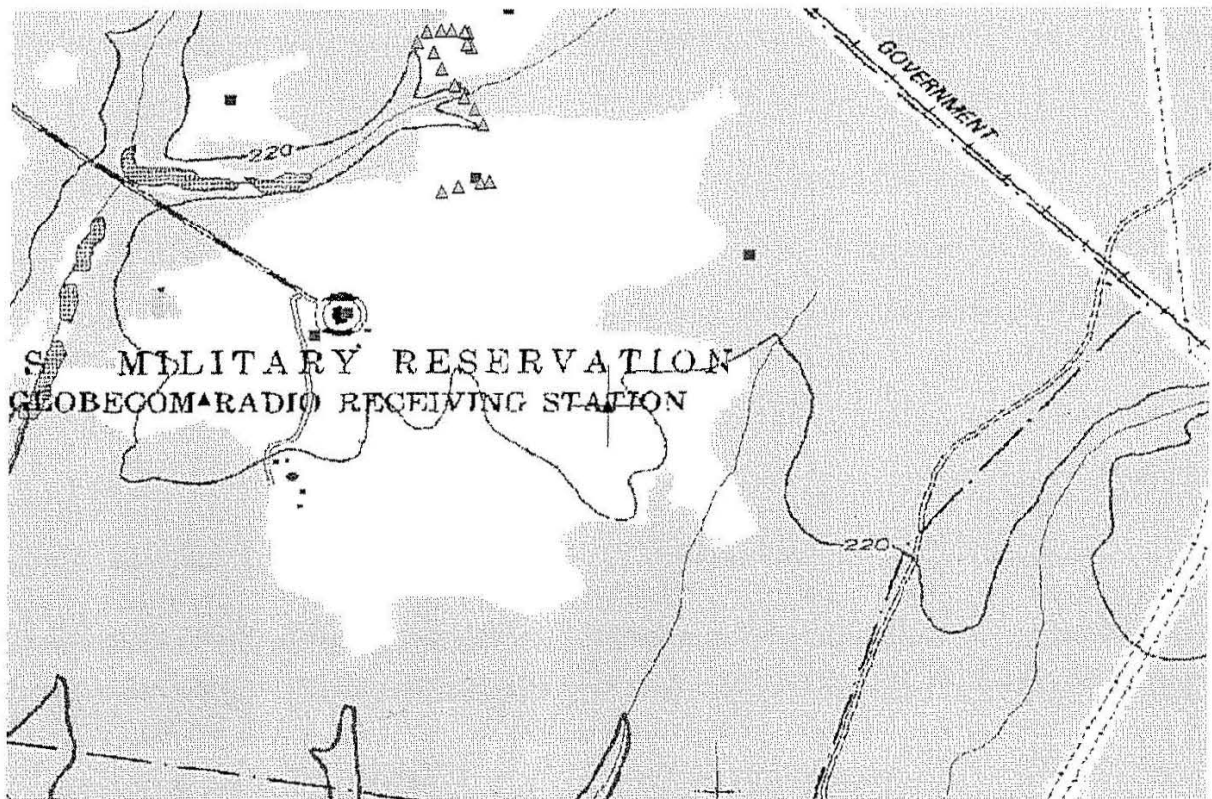 GOVERNMENT
220
S MILITARY RESERVATION
GLOBECOM RADIO RECEIVING STATION
220